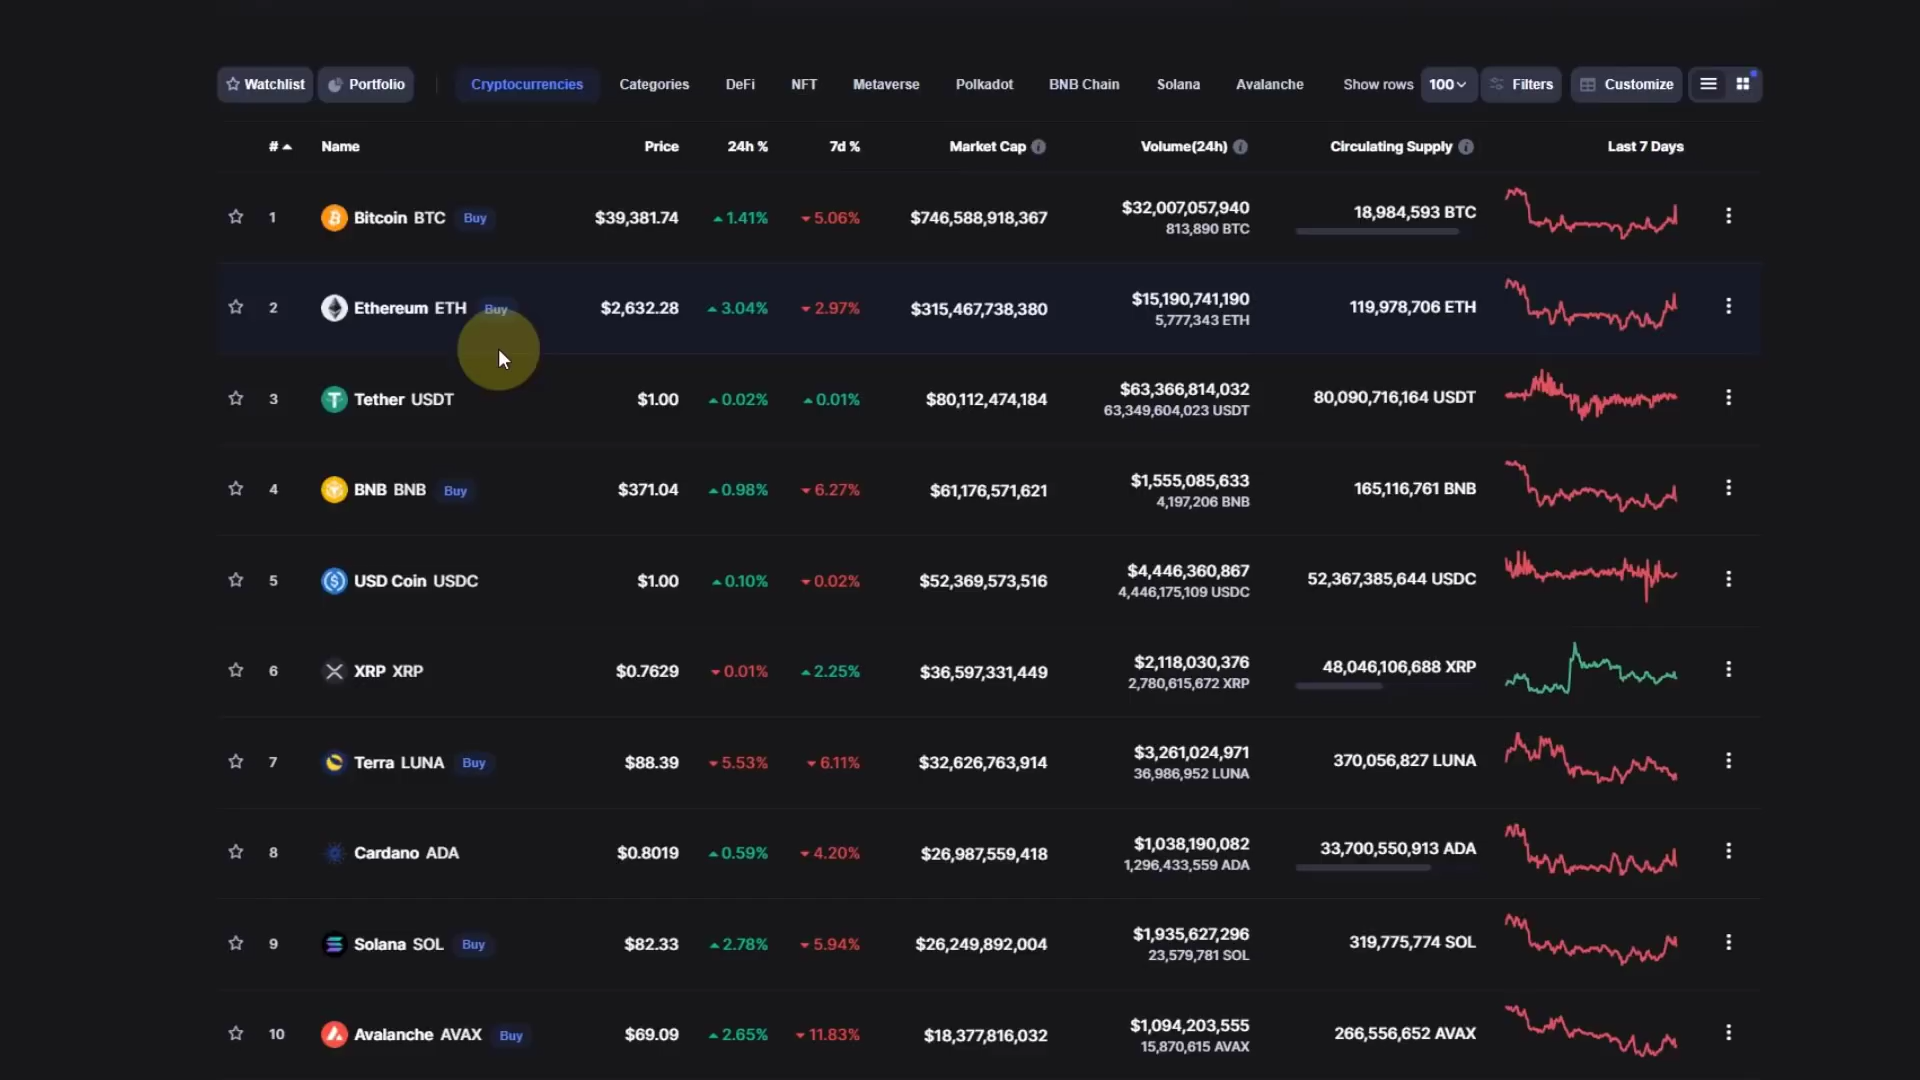 Watchlist Portfolio Cryptocurrencies Categories DeFi NFT Metaverse Polkadot BNB Chain Solana Avalanche Show rows 100 Filters Customize
# Name Price 24h % 7d % Market Cap Volume(24h) Circulating Supply Last 7 Days
1 Bitcoin BTC Buy $39,381.74 1.41% 5.06% $746,588,918,367 $32,007,057,940 18,984,593 BTC
813,890 BTC
2 Ethereum ETH Buy $2,632.28 3.04% 2.97% $315,467,738,380 $15,190,741,190 119,978,706 ETH
5,777,343 ETH
3 Tether USDT $1.00 0.02% 0.01% $80,112,474,184 $63,366,814,032 80,090,716,164 USDT
63,349,604,023 USDT
4 BNB BNB Buy $371.04 0.98% 6.27% $61,176,571,621 $1,555,085,633 165,116,761 BNB
4,197,206 BNB
5 USD Coin USDC $1.00 0.10% 0.02% $52,369,573,516 $4,446,360,867 52,367,385,644 USDC
4,446,175,109 USDC
6 XRP XRP $0.7629 0.01% 2.25% $36,597,331,449 $2,118,030,376 48,046,106,688 XRP
2,780,615,672 XRP
7 Terra LUNA Buy $88.39 5.53% 6.11% $32,626,763,914 $3,261,024,971 370,056,827 LUNA
36,986,952 LUNA
8 Cardano ADA $0.8019 0.59% 4.20% $26,987,559,418 $1,038,190,082 33,700,550,913 ADA
1,296,433,559 ADA
9 Solana SOL Buy $82.33 2.78% 5.94% $26,249,892,004 $1,935,627,296 319,775,774 SOL
23,579,781 SOL
10 Avalanche AVAX Buy $69.09 2.65% 11.83% $18,377,816,032 $1,094,203,555 266,556,652 AVAX
15,870,615 AVAX